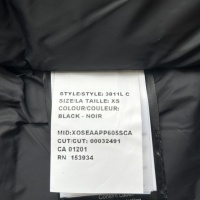 STYLE/STYLE: 3811L C
SIZE/LA TAILLE: XS
COLOUR/COULEUR:
BLACK - NOIR
MID:XOSEAAPP605SCA
CUT/CUT: 00032491
CA 01201
RN 153934